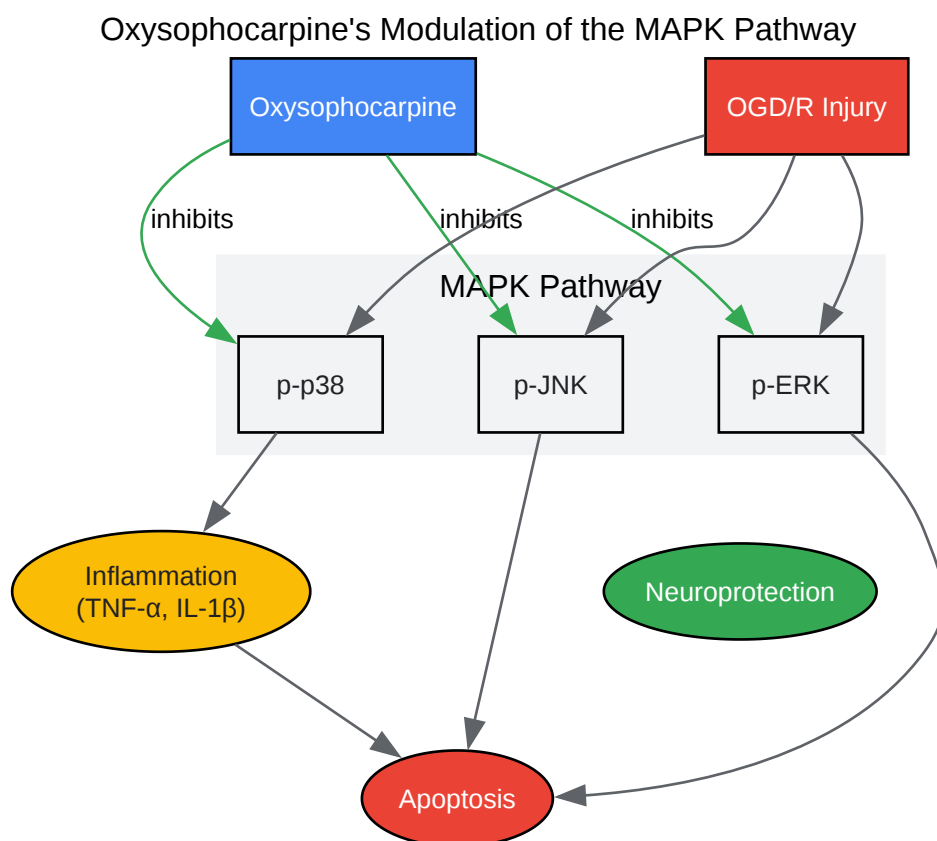 Oxysophocarpine's Modulation of the MAPK Pathway
Oxysophocarpine
OGD/R Injury
inhibits
inhibits
inhibits
MAPK Pathway
p-p38
p-JNK
p-ERK
Inflammation
(TNF-α, IL-1β)
Neuroprotection
Apoptosis